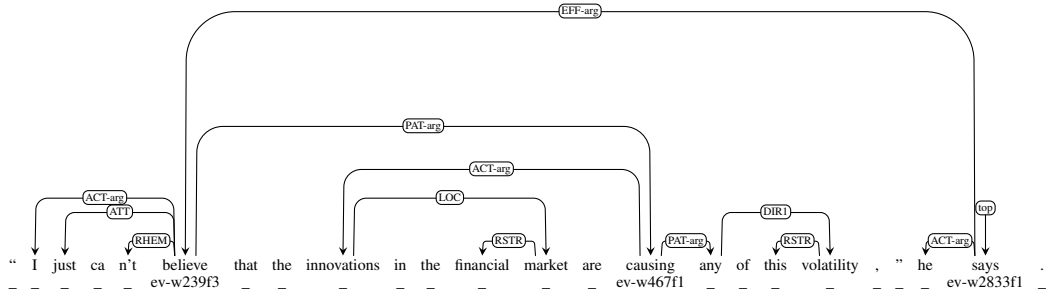 EFF-arg
PAT-arg
ACT-arg
ACT-arg LOC
ATT DIR1 top
RHEM RSTR PAT-arg RSTR ACT-arg
“ I just ca n't believe that the innovations in the financial market are causing any of this volatility , ” he says .
ev-w239f3 ev-w467f1 ev-w2833f1
_ _ _ _ _ _ _ _ _ _ _ _ _ _ _ _ _ _ _ _ _ _